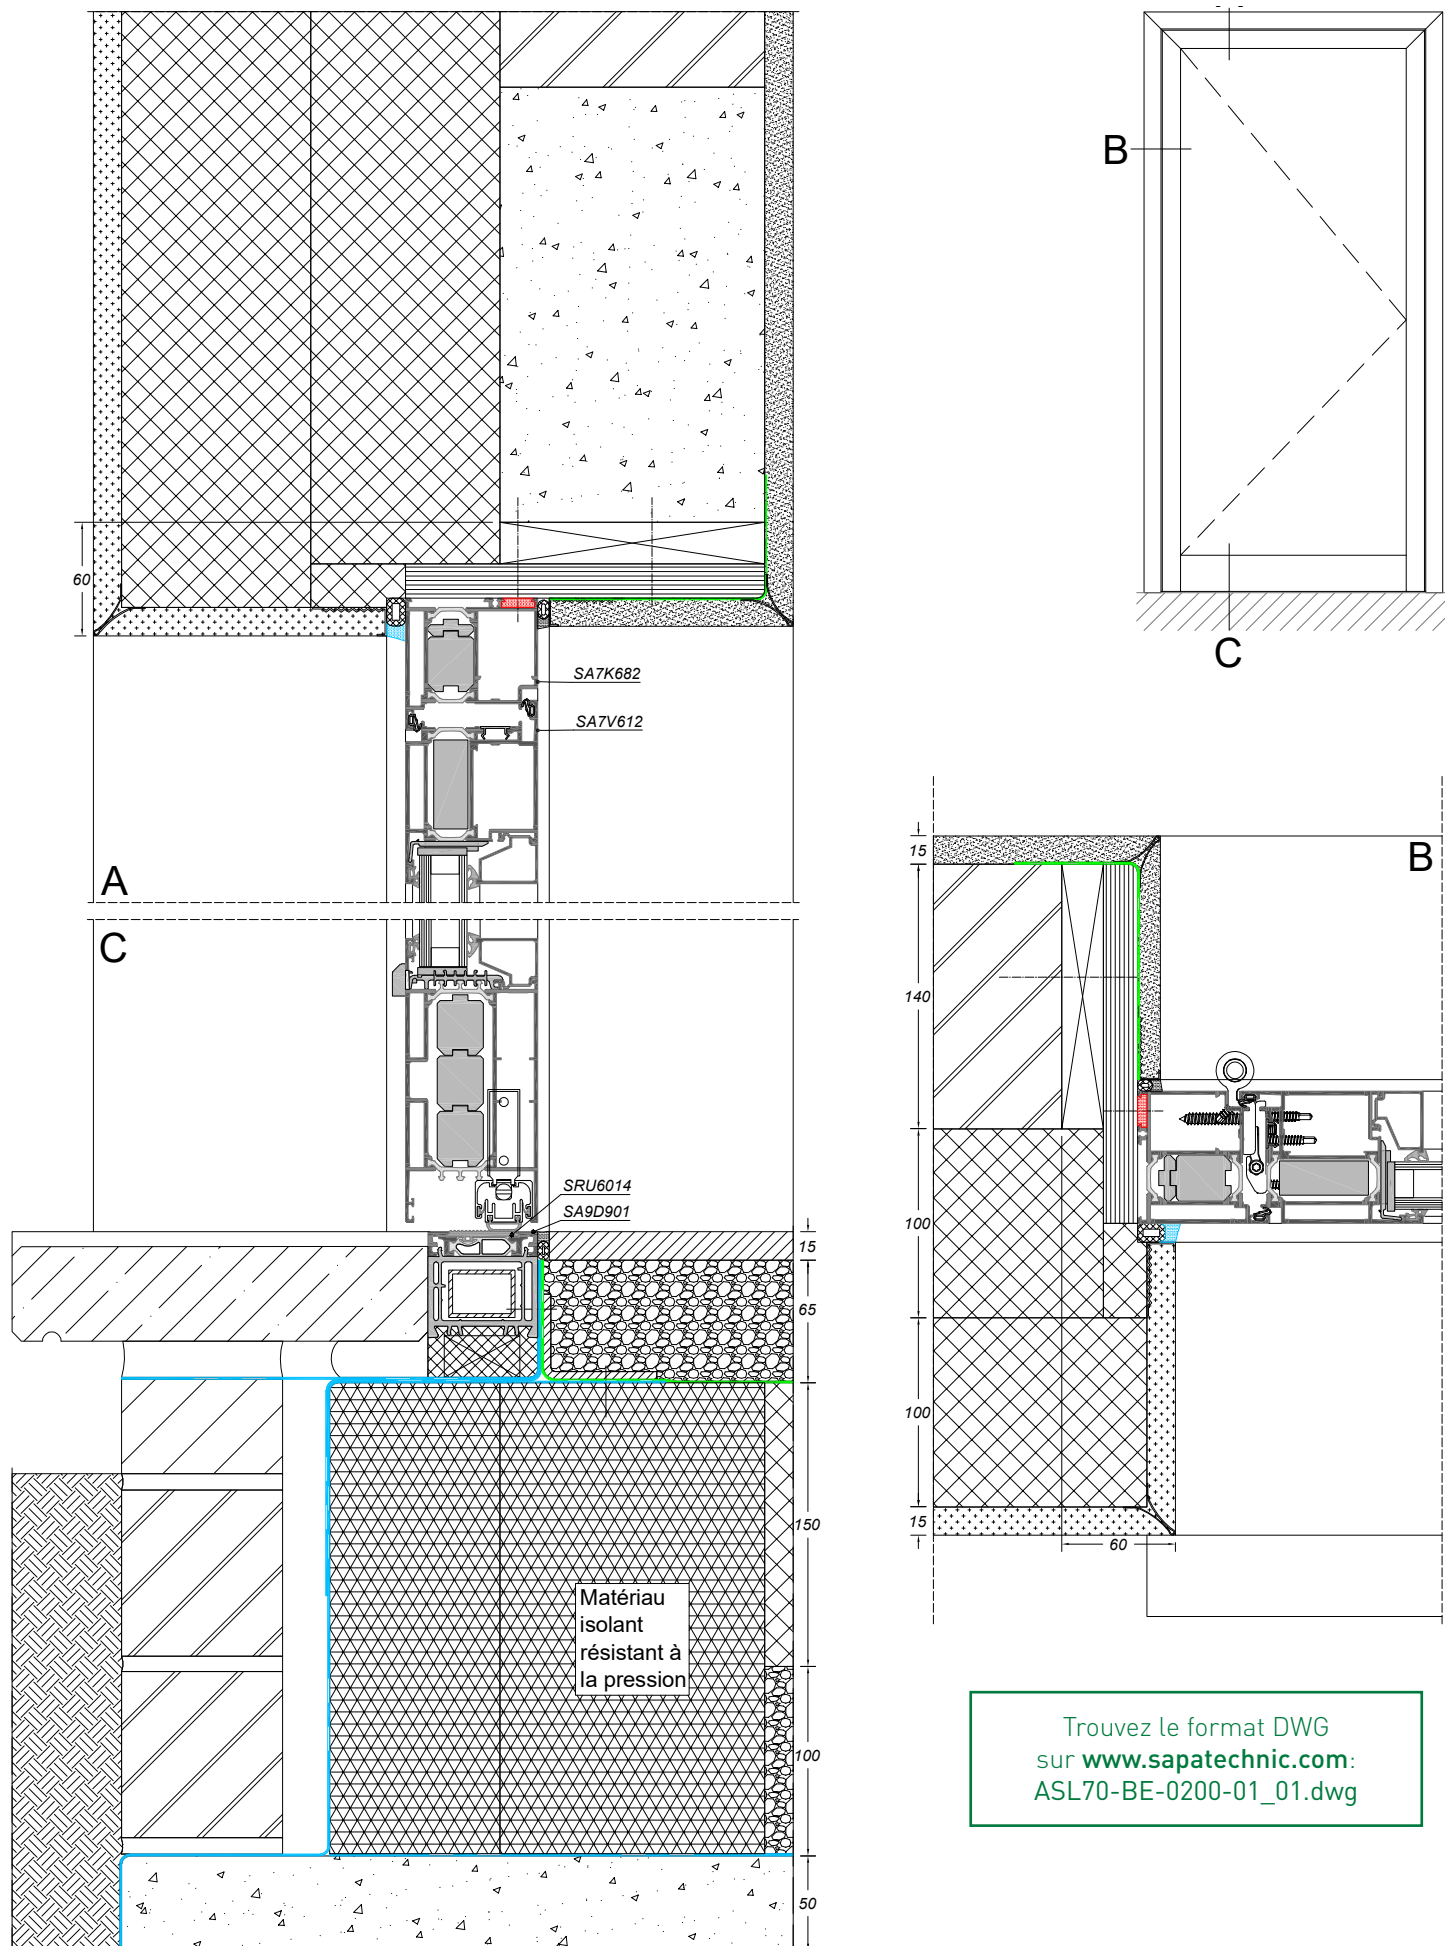 B
C
60
SA7K682
SA7V612
A
C
SRU6014
SA9D901
15
65
150
100
50
Matériau
isolant
résistant à
la pression
B
15
140
100
100
15
60
Trouvez le format DWG
sur www.sapatechnic.com:
ASL70-BE-0200-01_01.dwg